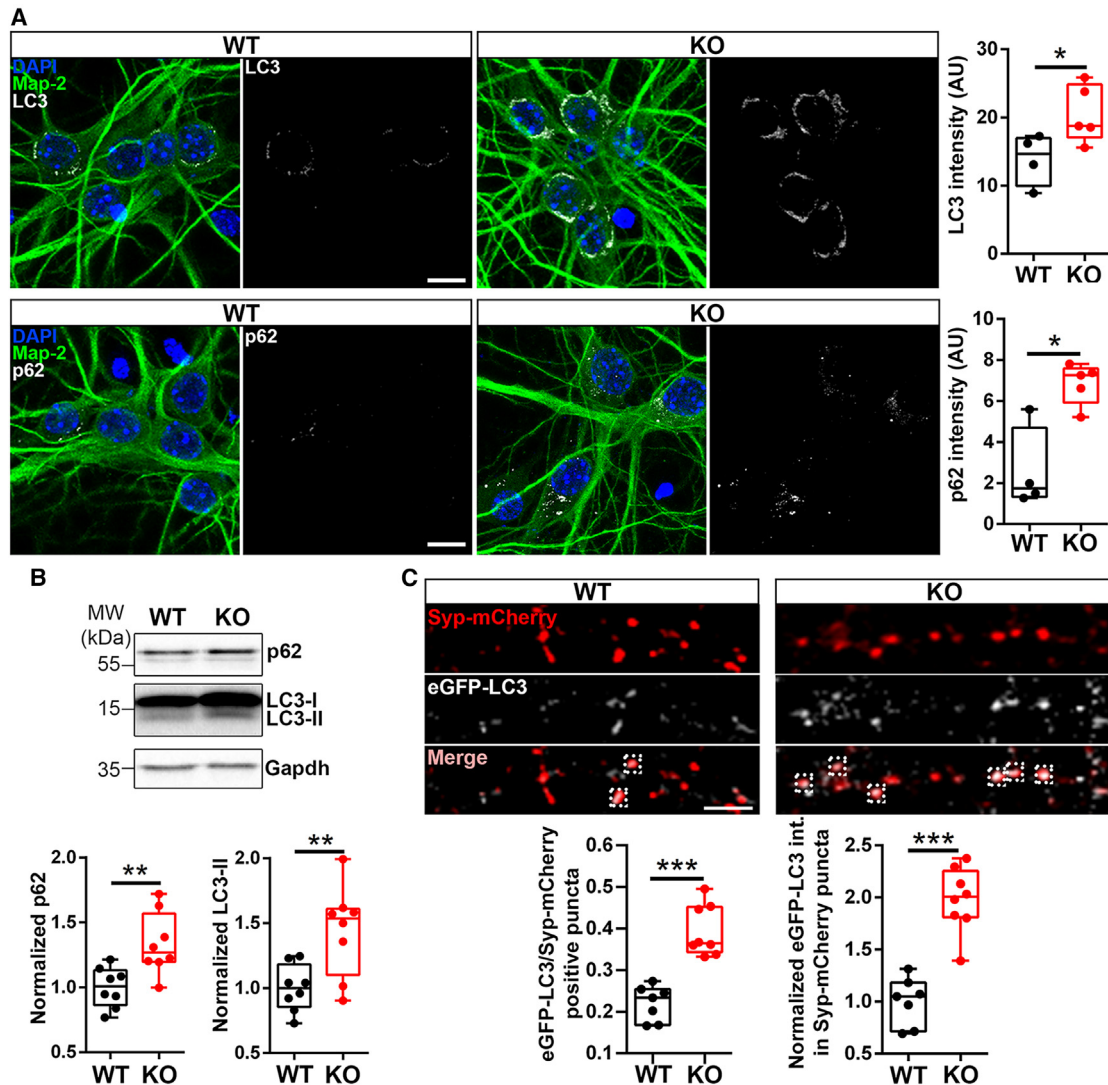 A
WT
KO
DAPI
Map-2
LC3
LC3
LC3 intensity (AU)
30
20
10
0
*
WT KO
WT
KO
DAPI
Map-2
p62
p62
p62 intensity (AU)
10
8
6
4
2
0
*
WT KO
B
MW
(kDa)
WT KO
55
p62
15
LC3-I
LC3-II
35
Gapdh
Normalized p62
2.0
1.5
1.0
0.5
**
WT KO
Normalized LC3-II
2.0
1.5
1.0
0.5
**
WT KO
C
WT
KO
Syp-mCherry
eGFP-LC3
Merge
eGFP-LC3/Syp-mCherry
positive puncta
0.6
0.5
0.4
0.3
0.2
0.1
***
WT KO
Normalized eGFP-LC3 int.
in Syp-mCherry puncta
2.5
2.0
1.5
1.0
0.5
***
WT KO